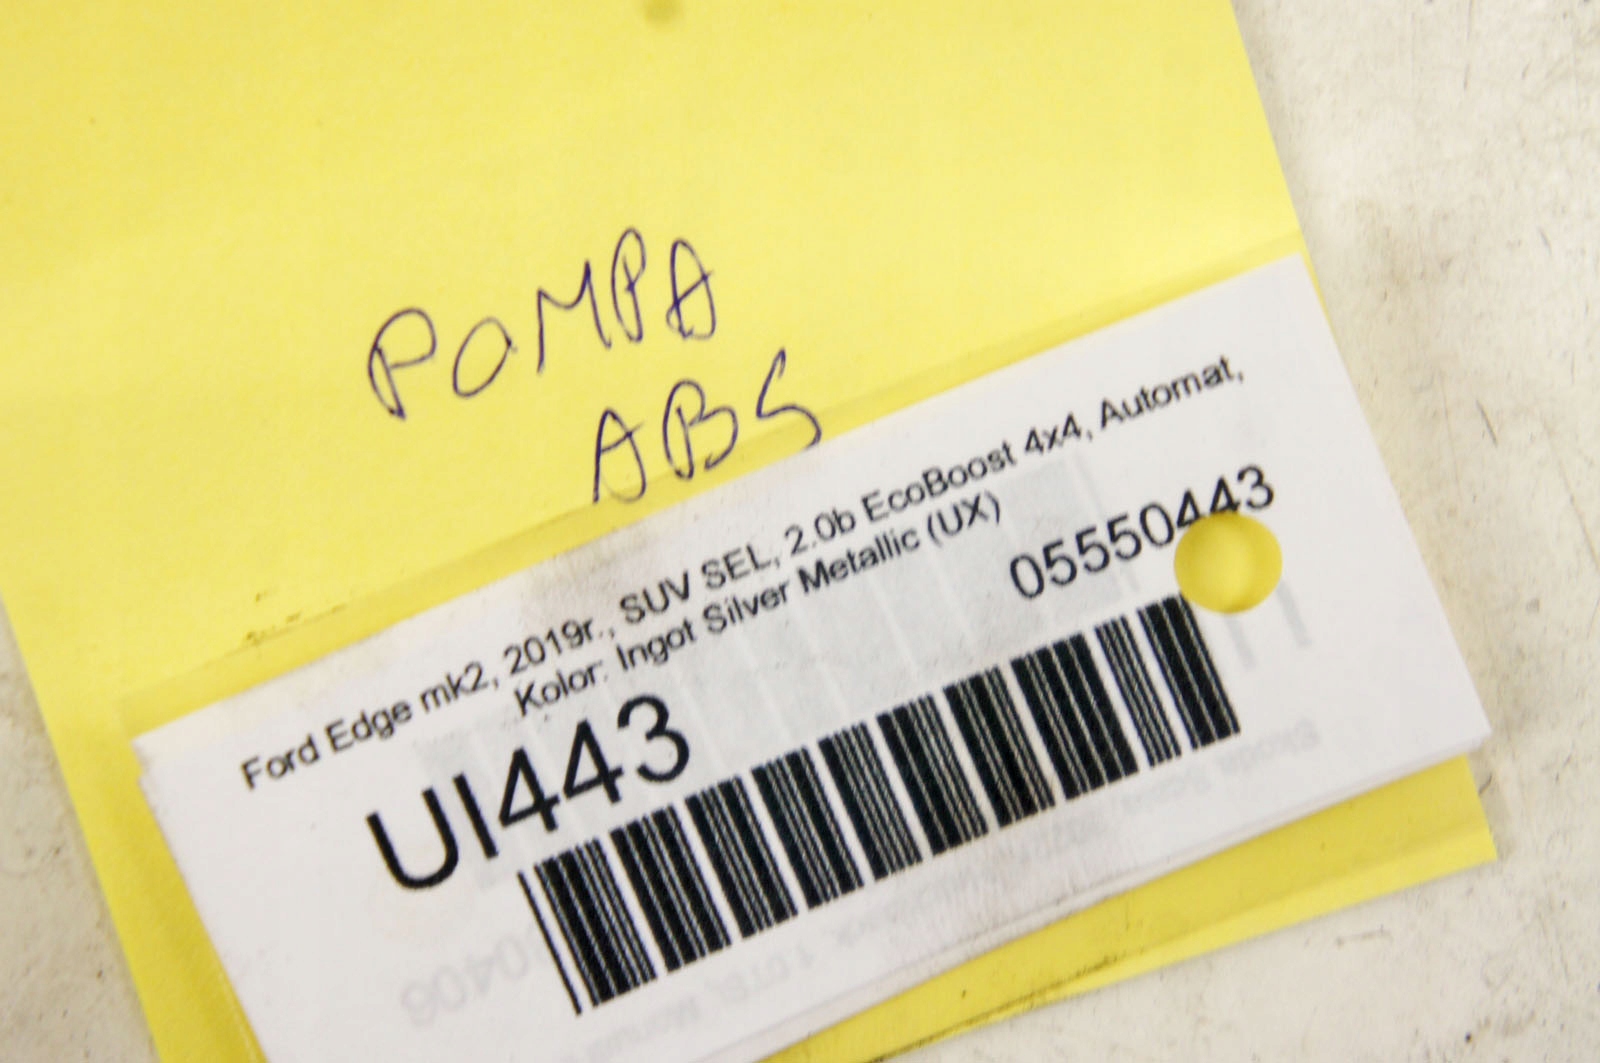 POMPA
ABS
Ford Edge mk2, 2019r., SUV SEL, 2.0b EcoBoost 4x4, Automat,
Kolor: Ingot Silver Metallic (UX)
05550443
UI443